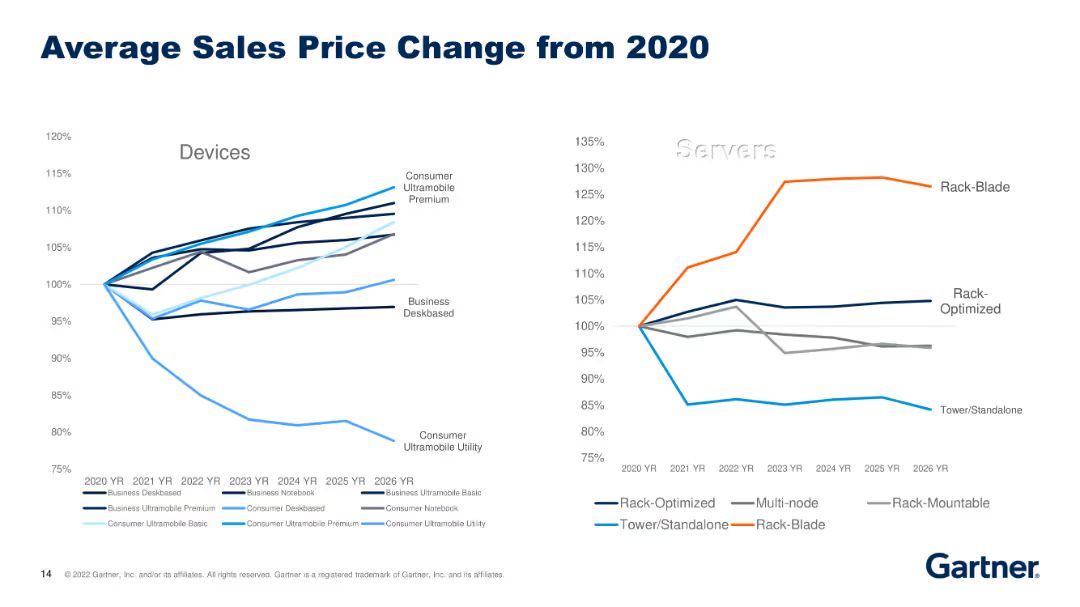 Average Sales Price Change from 2020
Devices
120%
115%
110%
105%
100%
95%
90%
85%
80%
75%
Consumer
Ultramobile
Premium
Business
Deskbased
Consumer
Ultramobile Utility
2020 YR 2021 YR 2022 YR 2023 YR 2024 YR 2025 YR 2026 YR
Business Deskbased Business Notebook Business Ultramobile Basic
Business Ultramobile Premium Consumer Deskbased Consumer Notebook
Consumer Ultramobile Basic Consumer Ultramobile Premium Consumer Ultramobile Utility
Servers
135%
130%
125%
120%
115%
110%
105%
100%
95%
90%
85%
80%
75%
Rack-Blade
Rack-
Optimized
Tower/Standalone
2020 YR 2021 YR 2022 YR 2023 YR 2024 YR 2025 YR 2026 YR
Rack-Optimized Multi-node Rack-Mountable
Tower/Standalone Rack-Blade
14 © 2022 Gartner, Inc. and/or its affiliates. All rights reserved. Gartner is a registered trademark of Gartner, Inc. and its affiliates.
Gartner®